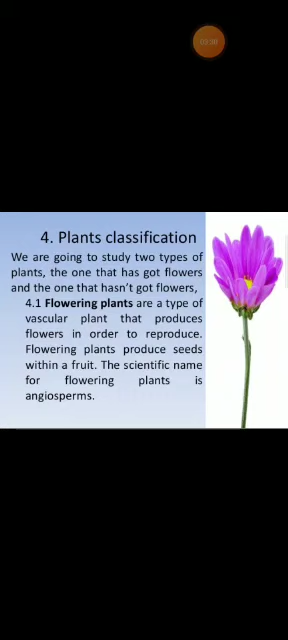 4. Plants classification
We are going to study two types of
plants, the one that has got flowers
and the one that hasn't got flowers,
4.1 Flowering plants are a type of
vascular plant that produces
flowers in order to reproduce.
Flowering plants produce seeds
within a fruit. The scientific name
for flowering plants is
angiosperms.